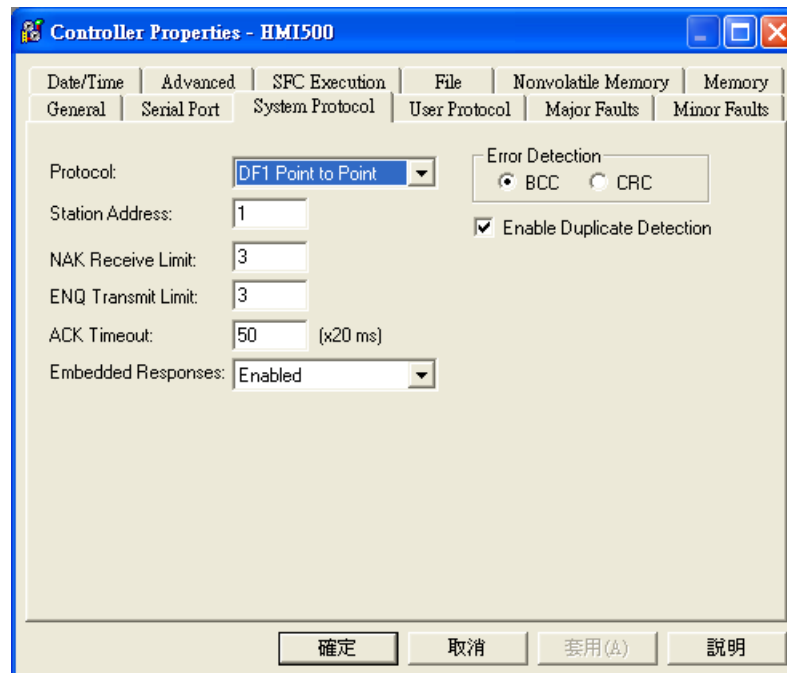 Controller Properties - HMI500
Date/Time Advanced SFC Execution File Nonvolatile Memory Memory
General Serial Port System Protocol User Protocol Major Faults Minor Faults
Protocol: DF1 Point to Point
Error Detection
BCC CRC
Station Address: 1
Enable Duplicate Detection
NAK Receive Limit: 3
ENQ Transmit Limit: 3
ACK Timeout: 50 (x20 ms)
Embedded Responses: Enabled
確定 取消 套用(A) 說明